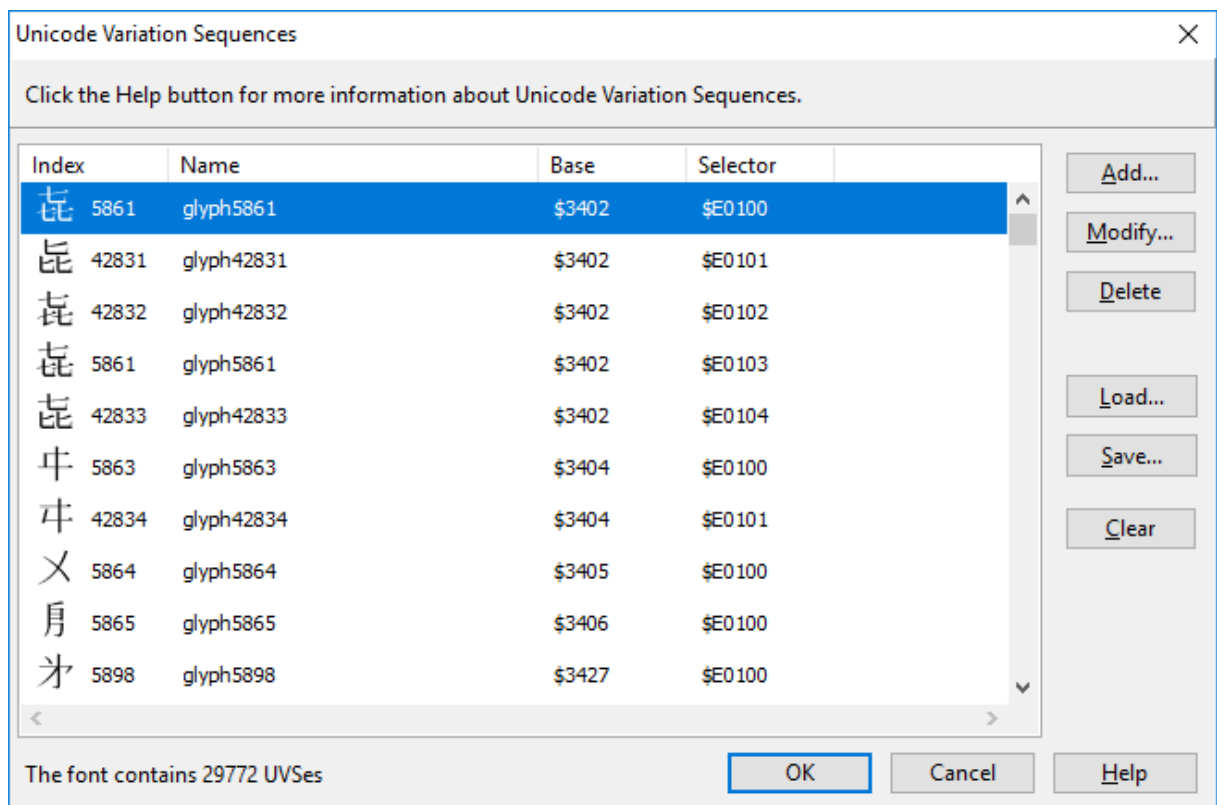 Unicode Variation Sequences
Click the Help button for more information about Unicode Variation Sequences.
Index Name Base Selector
㐂󠄀 5861 glyph5861 $3402 $E0100
㐂󠄁 42831 glyph42831 $3402 $E0101
㐂󠄂 42832 glyph42832 $3402 $E0102
㐂󠄃 5861 glyph5861 $3402 $E0103
㐂󠄄 42833 glyph42833 $3402 $E0104
㐄󠄀 5863 glyph5863 $3404 $E0100
㐄󠄁 42834 glyph42834 $3404 $E0101
㐅󠄀 5864 glyph5864 $3405 $E0100
㐆󠄀 5865 glyph5865 $3406 $E0100
㐧󠄀 5898 glyph5898 $3427 $E0100
Add...
Modify...
Delete
Load...
Save...
Clear
The font contains 29772 UVSes
OK Cancel Help